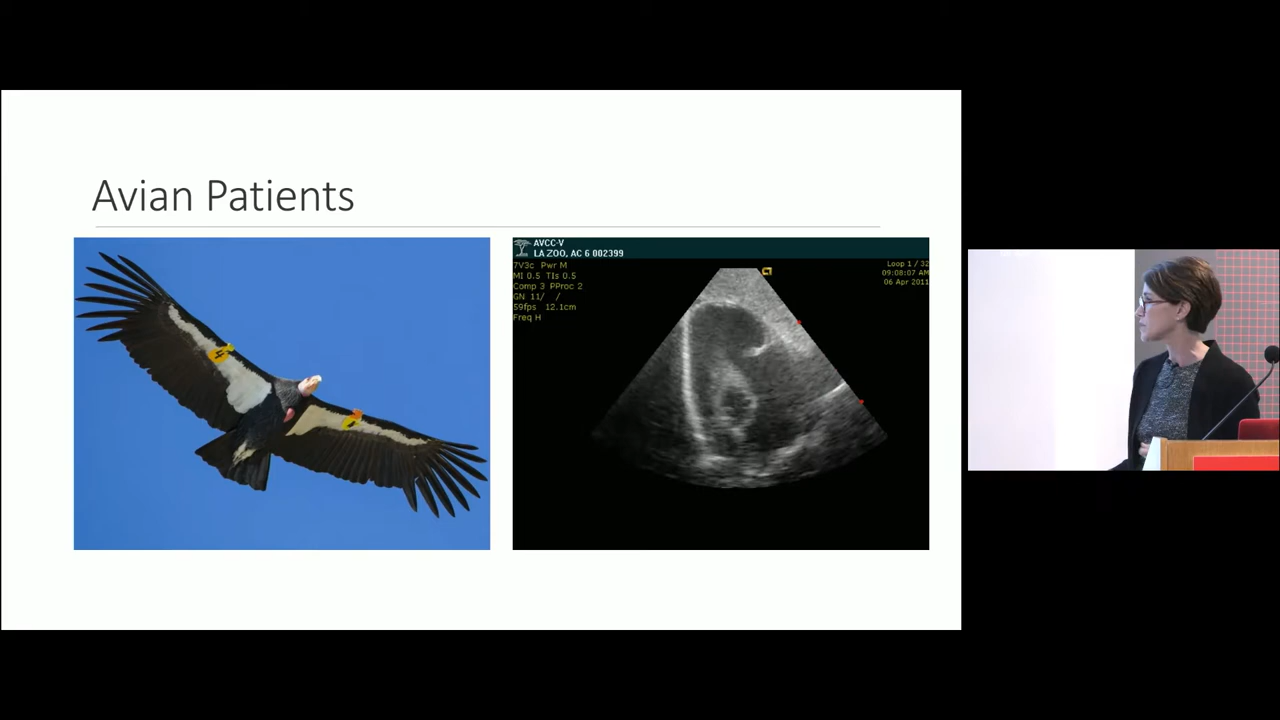 Avian Patients
AVCC-V
LA ZOO, AC 6 002399
7V3c Pwr M
MI 0.5 TIs 0.5
Comp 3 PProc 2
GN 11/ /
59fps 12.1cm
Freq H
Loop 1 / 32
09:08:07 AM
06 Apr 2011